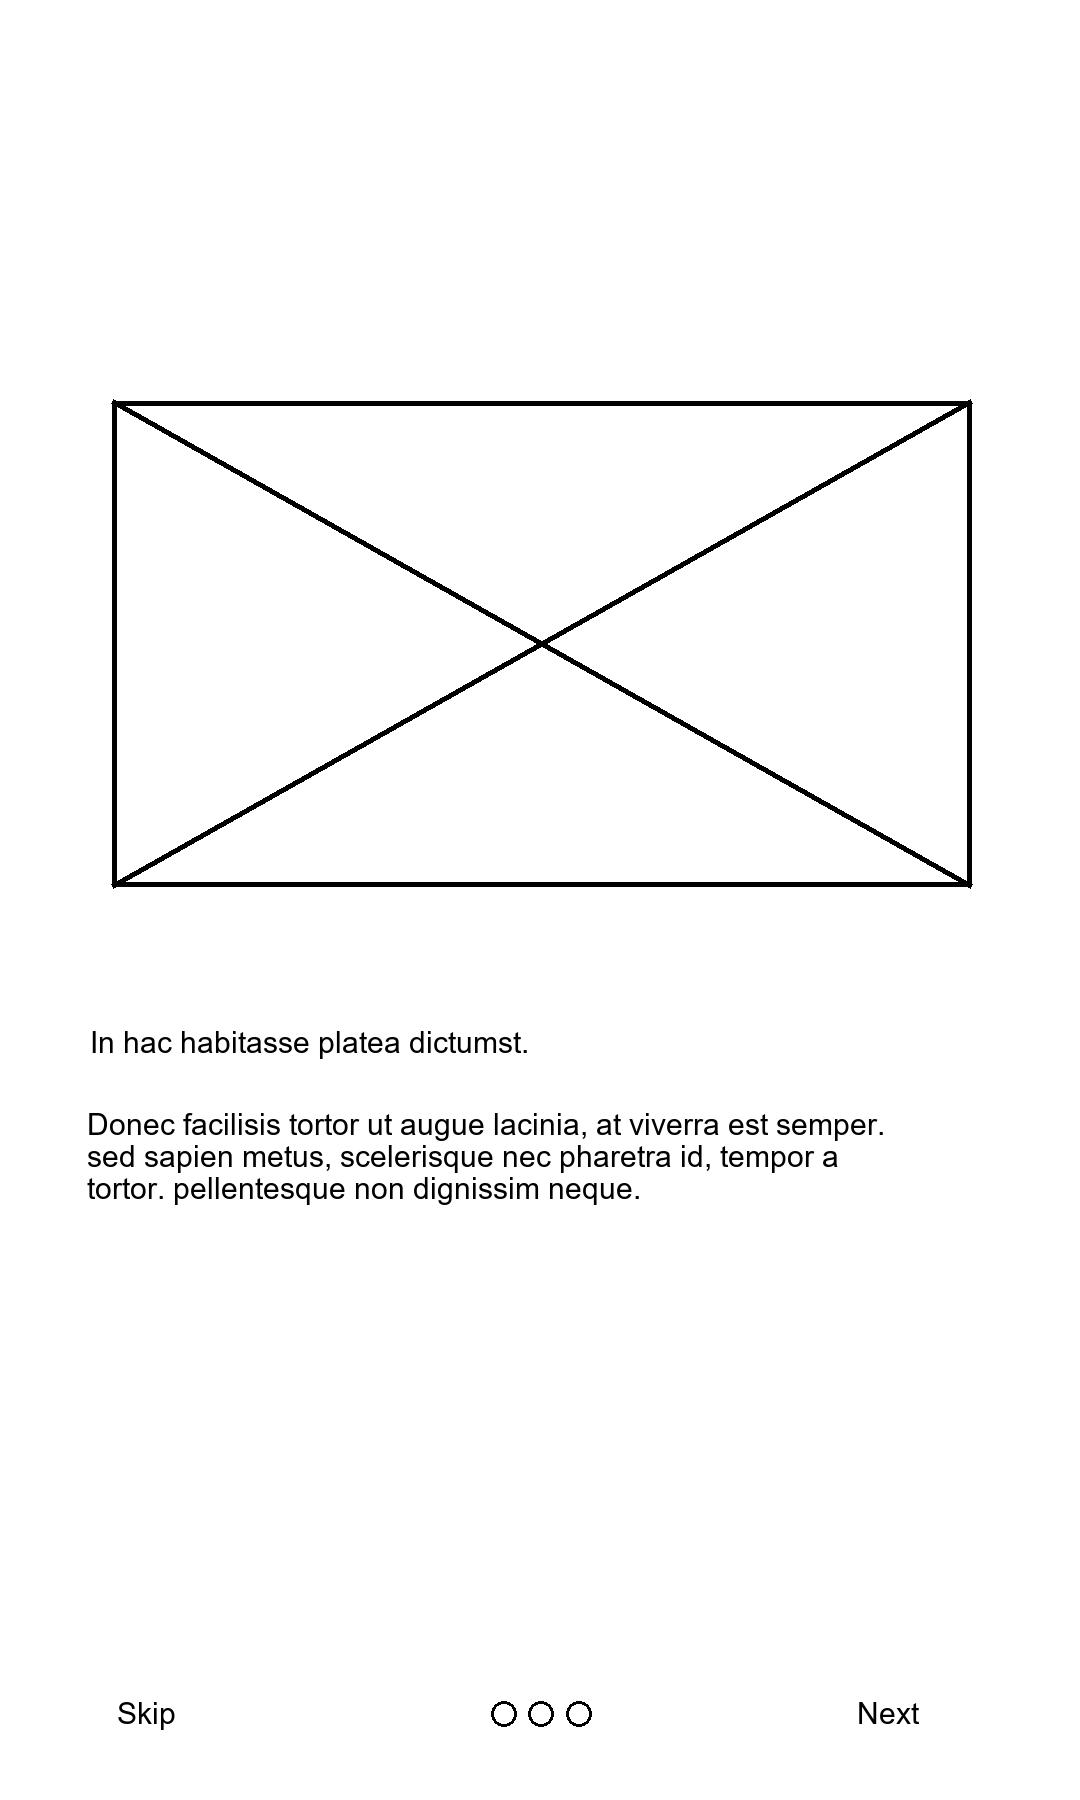 In hac habitasse platea dictumst.
Donec facilisis tortor ut augue lacinia, at viverra est semper.
sed sapien metus, scelerisque nec pharetra id, tempor a
tortor. pellentesque non dignissim neque.
Skip
Next